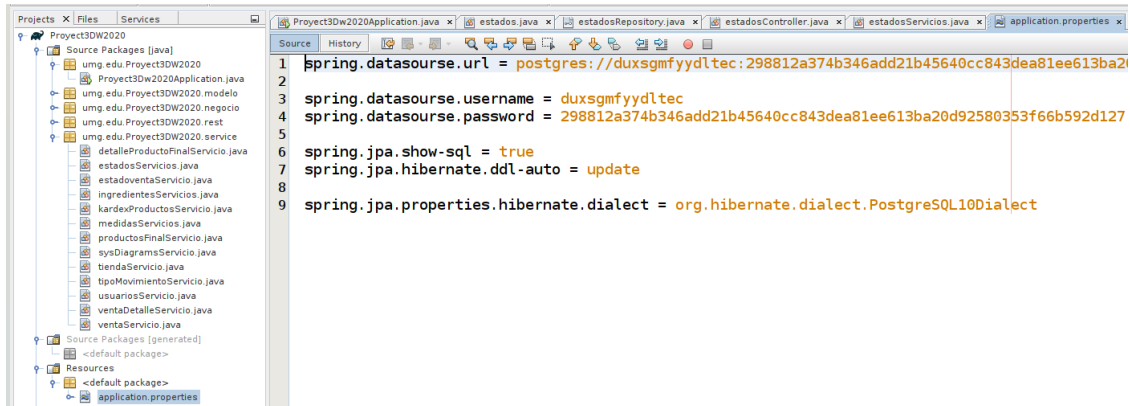 Projects Files Services
Proyect3DW2020
Source Packages [java]
umg.edu.Proyect3DW2020
Proyect3Dw2020Application.java
umg.edu.Proyect3DW2020.modelo
umg.edu.Proyect3DW2020.negocio
umg.edu.Proyect3DW2020.rest
umg.edu.Proyect3DW2020.service
detalleProductoFinalServicio.java
estadosServicios.java
estadoventaServicio.java
ingredientesServicios.java
kardexProductosServicio.java
medidasServicios.java
productosFinalServicio.java
sysDiagramsServicio.java
tiendaServicio.java
tipoMovimientoServicio.java
usuariosServicio.java
ventaDetalleServicio.java
ventaServicio.java
Source Packages [generated]
<default package>
Resources
<default package>
application.properties
Proyect3Dw2020Application.java estados.java estadosRepository.java estadosController.java estadosServicios.java application.properties
Source History
1 spring.datasourse.url = postgres://duxsgmfyydltec:298812a374b346add21b45640cc843dea81ee613ba20
2
3 spring.datasourse.username = duxsgmfyydltec
4 spring.datasourse.password = 298812a374b346add21b45640cc843dea81ee613ba20d92580353f66b592d127
5
6 spring.jpa.show-sql = true
7 spring.jpa.hibernate.ddl-auto = update
8
9 spring.jpa.properties.hibernate.dialect = org.hibernate.dialect.PostgreSQL10Dialect